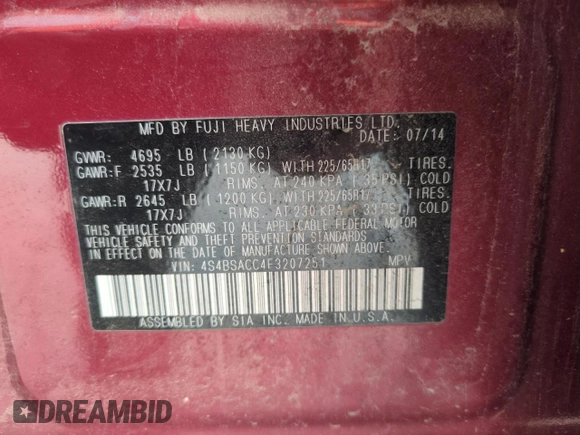 MFD BY FUJI HEAVY INDUSTRIES LTD.
DATE: 07/14
GVWR: 4695 LB ( 2130 KG)
GAWR:F 2535 LB ( 1150 KG) WITH 225/65R17 TIRES.
17X7J RIMS. AT 240 KPA ( 35 PSI) COLD
GAWR:R 2645 LB ( 1200 KG) WITH 225/65R17 TIRES.
17X7J RIMS. AT 230 KPA ( 33 PSI) COLD
THIS VEHICLE CONFORMS TO ALL APPLICABLE FEDERAL MOTOR
VEHICLE SAFETY AND THEFT PREVENTION STANDARDS
IN EFFECT ON THE DATE OF MANUFACTURE SHOWN ABOVE.
VIN: 4S4BSACC4F3207251 MPV
ASSEMBLED BY SIA INC. MADE IN U.S.A.
DREAMBID